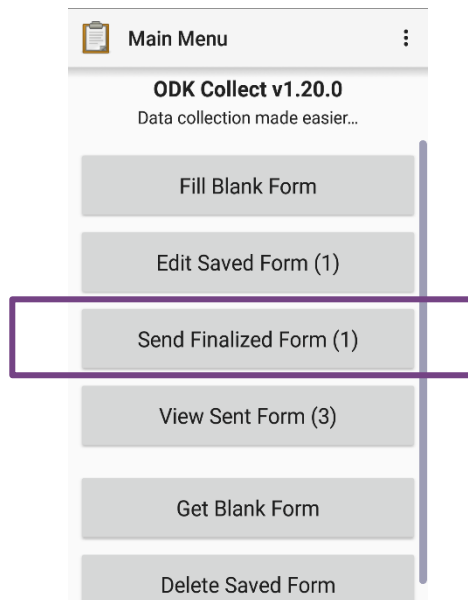 Main Menu
ODK Collect v1.20.0
Data collection made easier...
Fill Blank Form
Edit Saved Form (1)
Send Finalized Form (1)
View Sent Form (3)
Get Blank Form
Delete Saved Form